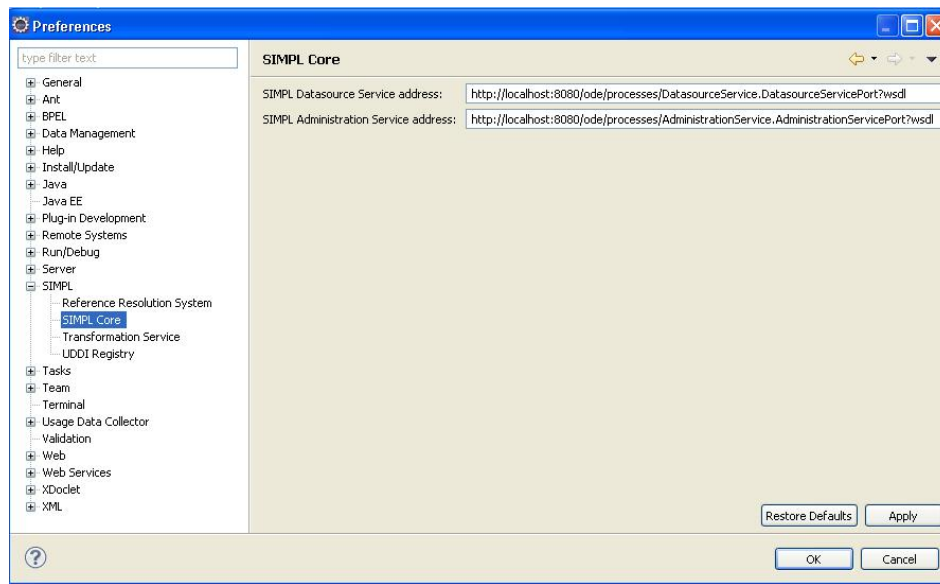 Preferences
type filter text
General
Ant
BPEL
Data Management
Help
Install/Update
Java
Java EE
Plug-in Development
Remote Systems
Run/Debug
Server
SIMPL
Reference Resolution System
SIMPL Core
Transformation Service
UDDI Registry
Tasks
Team
Terminal
Usage Data Collector
Validation
Web
Web Services
XDoclet
XML
SIMPL Core
SIMPL Datasource Service address: http://localhost:8080/ode/processes/DatasourceService.DatasourceServicePort?wsdl
SIMPL Administration Service address: http://localhost:8080/ode/processes/AdministrationService.AdministrationServicePort?wsdl
Restore Defaults Apply
? OK Cancel